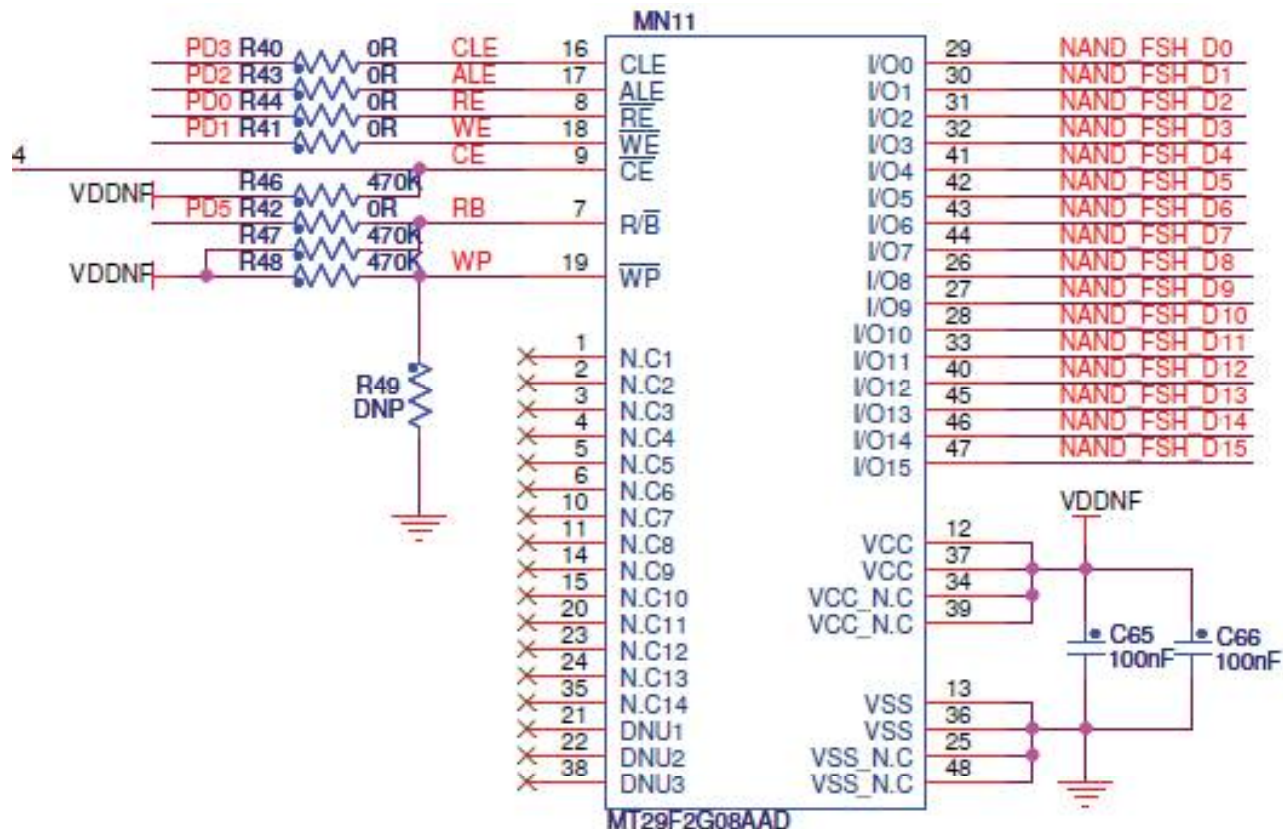 MN11
PD3 R40 0R CLE 16 CLE I/O0 29 NAND_FSH_D0
PD2 R43 0R ALE 17 ALE I/O1 30 NAND_FSH_D1
PD0 R44 0R RE 8 RE I/O2 31 NAND_FSH_D2
PD1 R41 0R WE 18 WE I/O3 32 NAND_FSH_D3
4 CE 9 CE I/O4 41 NAND_FSH_D4
VDDNF R46 470K I/O5 42 NAND_FSH_D5
PD5 R42 0R RB 7 R/B I/O6 43 NAND_FSH_D6
R47 470K I/O7 44 NAND_FSH_D7
VDDNF R48 470K WP 19 WP I/O8 26 NAND_FSH_D8
I/O9 27 NAND_FSH_D9
I/O10 28 NAND_FSH_D10
1 N.C1 I/O11 33 NAND_FSH_D11
2 N.C2 I/O12 40 NAND_FSH_D12
R49 3 N.C3 I/O13 45 NAND_FSH_D13
DNP 4 N.C4 I/O14 46 NAND_FSH_D14
5 N.C5 I/O15 47 NAND_FSH_D15
6 N.C6 VDDNF
10 N.C7
11 N.C8 VCC 12
14 N.C9 VCC 37
15 N.C10 VCC_N.C 34
20 N.C11 VCC_N.C 39
23 N.C12 C65 C66
24 N.C13 100nF 100nF
35 N.C14 VSS 13
21 DNU1 VSS 36
22 DNU2 VSS_N.C 25
38 DNU3 VSS_N.C 48
MT29F2G08AAD